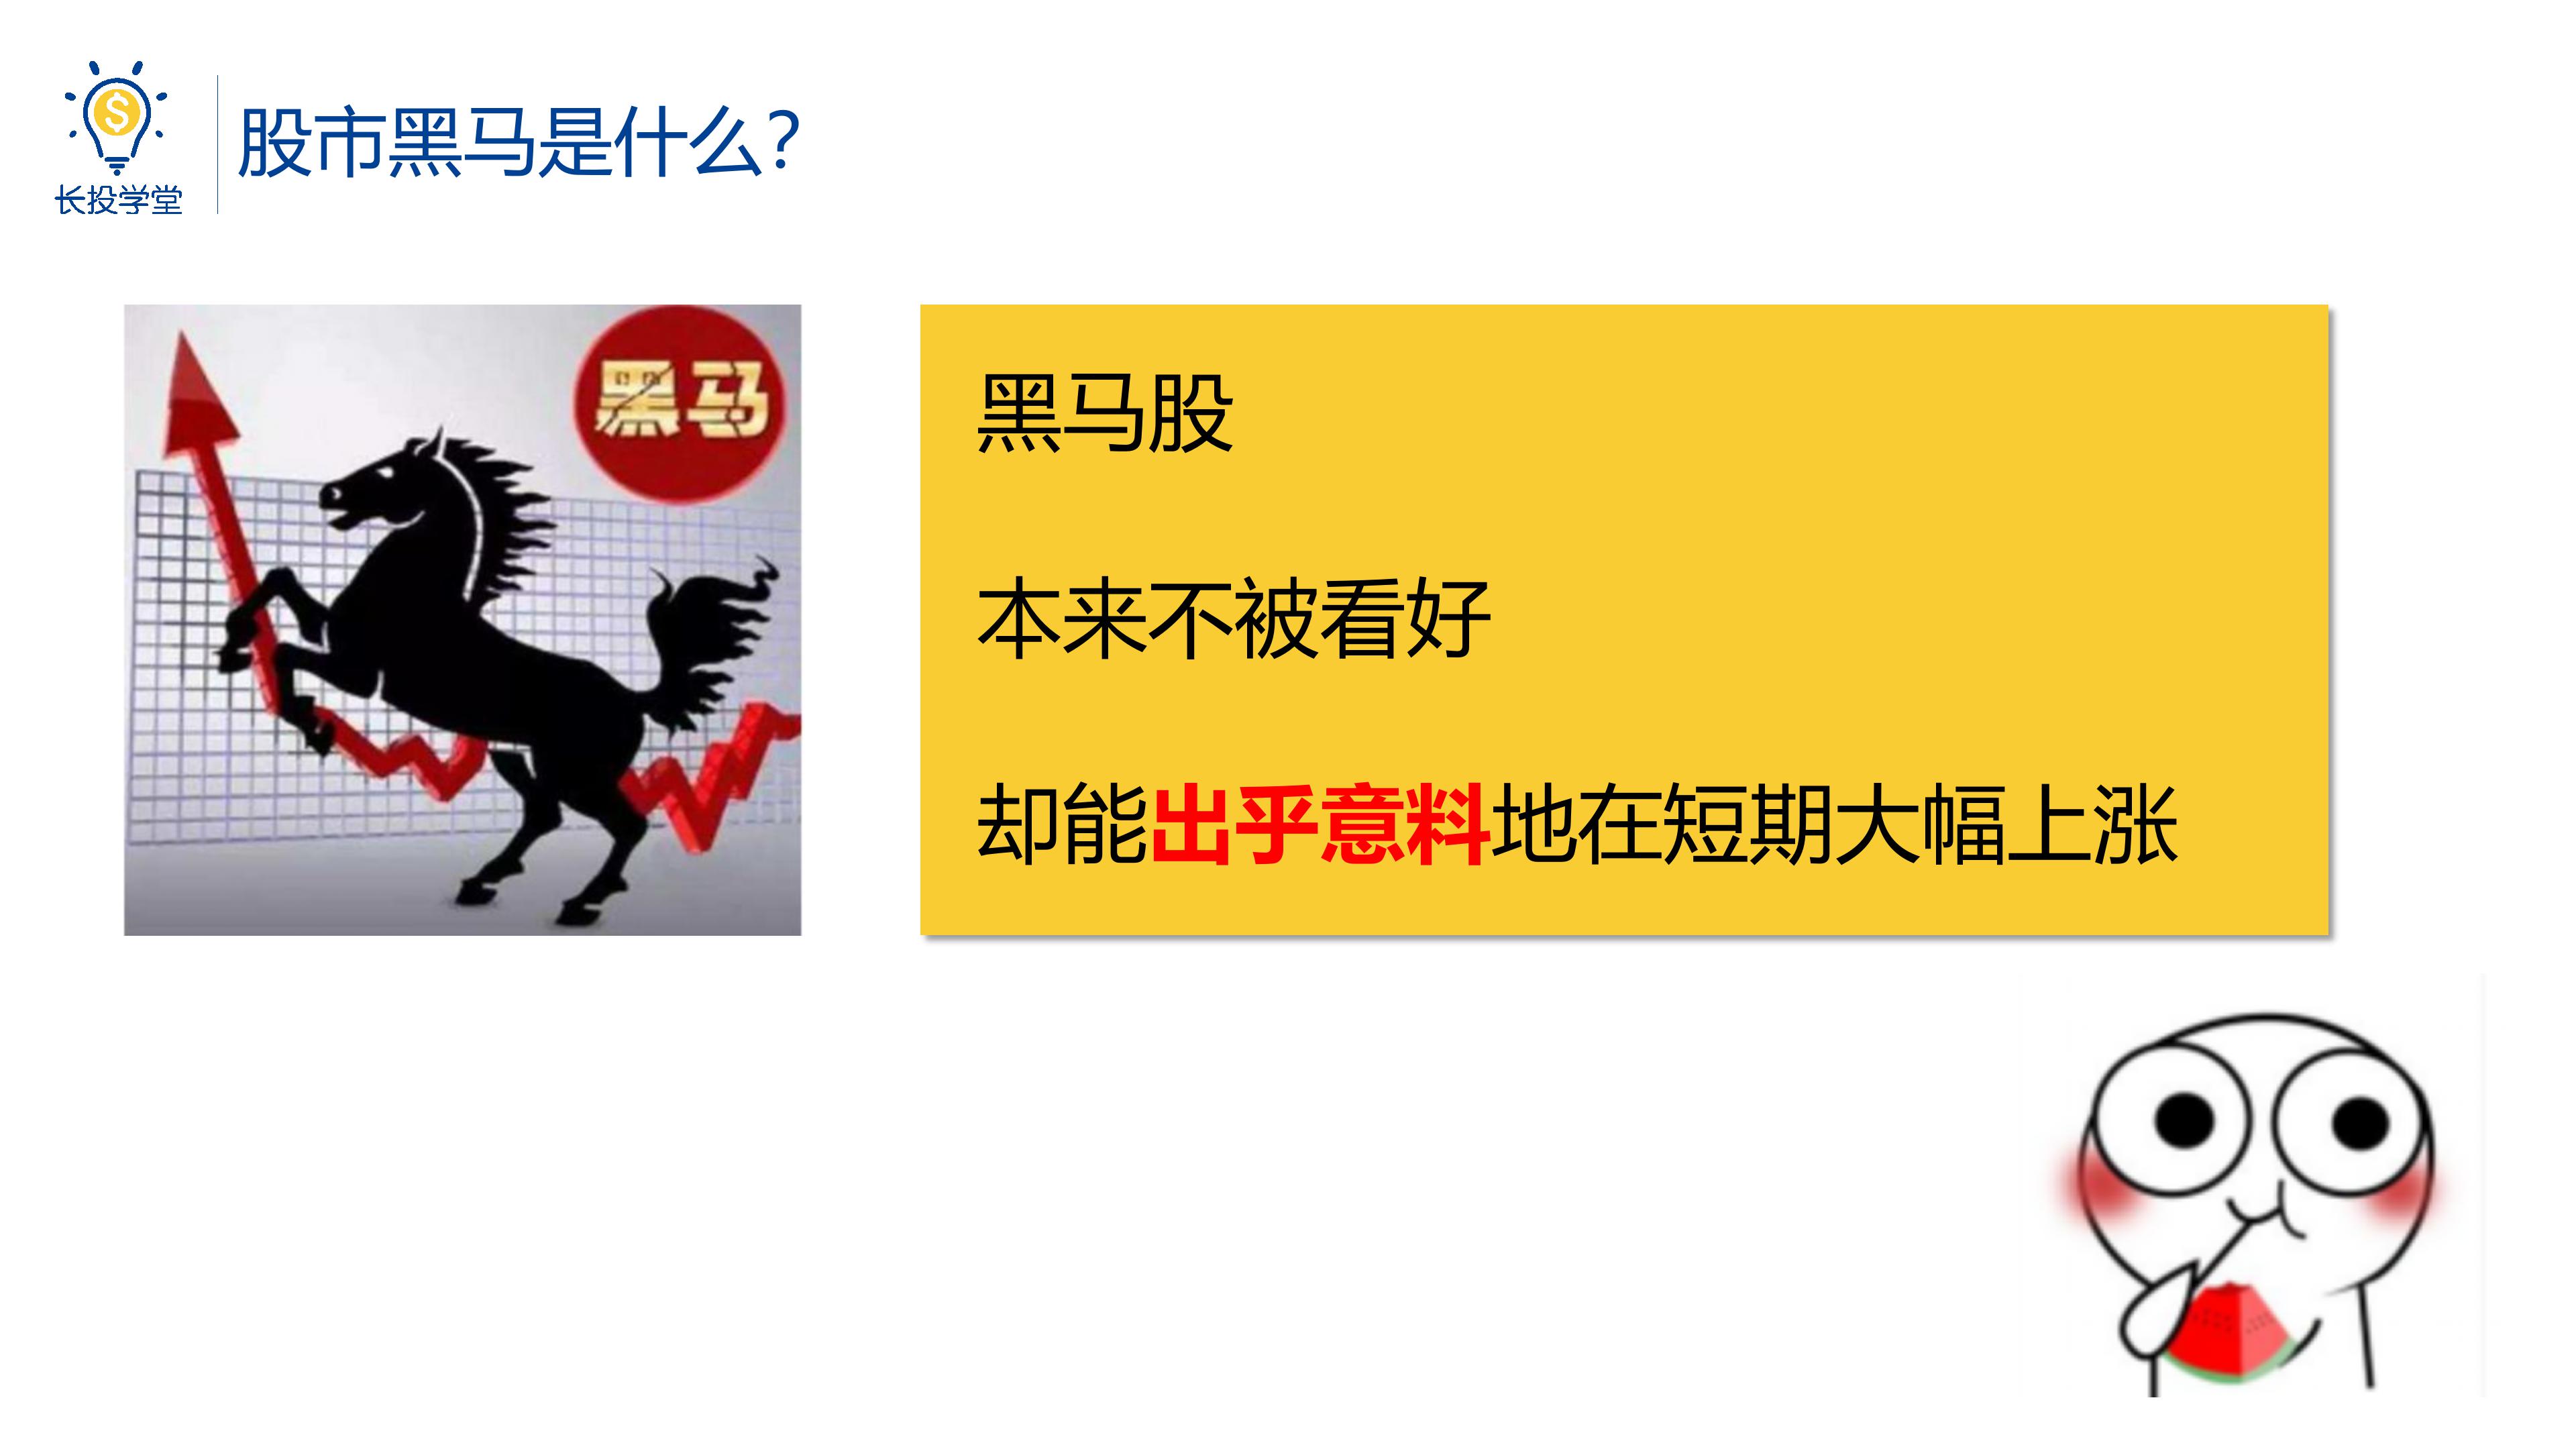 长投学堂
股市黑马是什么？
黑马
黑马股
本来不被看好
却能出乎意料地在短期大幅上涨